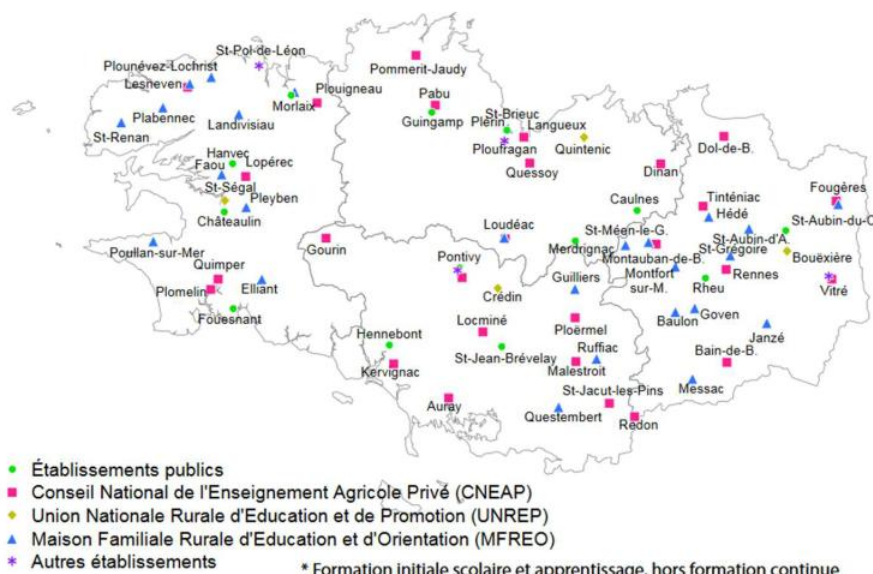 St-Pol-de-Léon
Plounévez-Lochrist
Lesneven
Plouigneau
Morlaix
Plabennec
Landivisiau
St-Renan
Pommerit-Jaudy
Pabu
Guingamp
St-Brieuc
Plérin
Langueux
Ploufragan
Quintenic
Quessoy
Dinan
Dol-de-B.
Hanvec
Faou
Lopérec
St-Ségal
Pleyben
Châteaulin
Poullan-sur-Mer
Quimper
Plomelin
Elliant
Fouesnant
Gourin
Caulnes
Loudéac
Merdrignac
St-Méen-le-G.
Montauban-de-B.
Tinténiac
Hédé
Fougères
St-Aubin-du-C.
St-Aubin-d'A.
St-Grégoire
Bouëxière
Rennes
Montfort
sur-M.
Rheu
Vitré
Goven
Baulon
Janzé
Bain-de-B.
Messac
Pontivy
Crédin
Guilliers
Locminé
Ploërmel
Hennebont
St-Jean-Brévelay
Ruffiac
Kervignac
Malestroit
Auray
St-Jacut-les-Pins
Questembert
Redon
Établissements publics
Conseil National de l'Enseignement Agricole Privé (CNEAP)
Union Nationale Rurale d'Education et de Promotion (UNREP)
Maison Familiale Rurale d'Education et d'Orientation (MFREO)
Autres établissements
* Formation initiale scolaire et apprentissage, hors formation continue